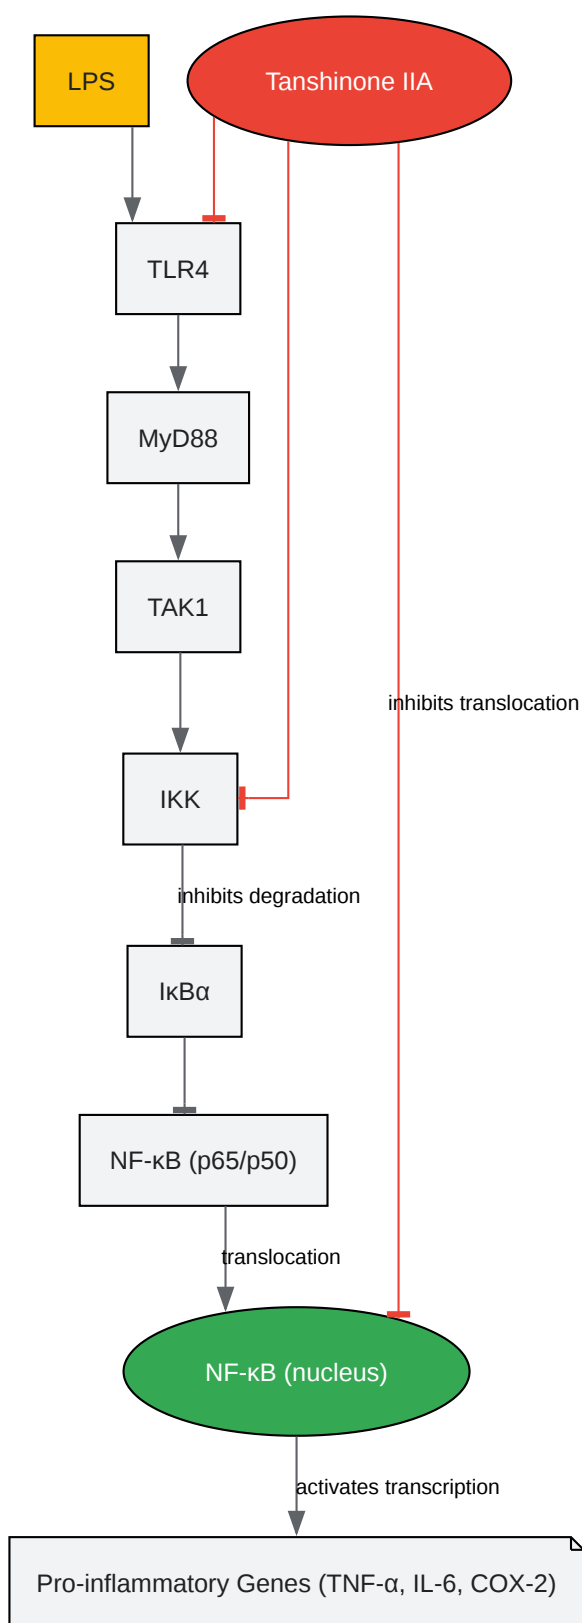 LPS
Tanshinone IIA
TLR4
MyD88
TAK1
inhibits translocation
IKK
inhibits degradation
IκBα
NF-κB (p65/p50)
translocation
NF-κB (nucleus)
activates transcription
Pro-inflammatory Genes (TNF-α, IL-6, COX-2)